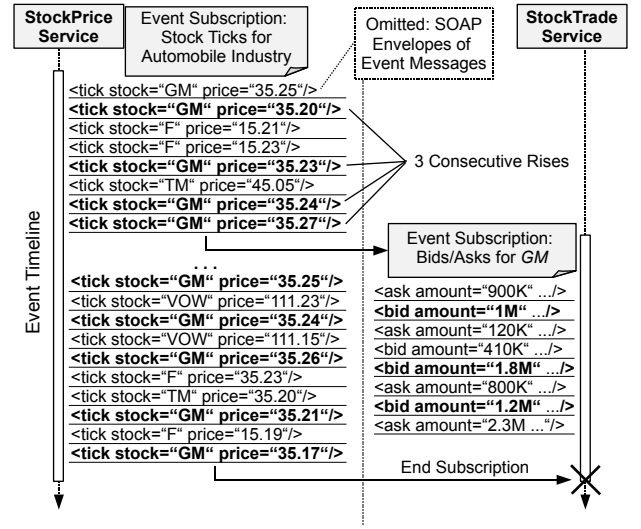 StockPrice
Service
Event Subscription:
Stock Ticks for
Automobile Industry
Omitted: SOAP
Envelopes of
Event Messages
StockTrade
Service
Event Timeline
<tick stock=“GM“ price=“35.25“/>
<tick stock=“GM“ price=“35.20“/>
<tick stock=“F“ price=“15.21“/>
<tick stock=“F“ price=“15.23“/>
<tick stock=“GM“ price=“35.23“/>
<tick stock=“TM“ price=“45.05“/>
<tick stock=“GM“ price=“35.24“/>
<tick stock=“GM“ price=“35.27“/>
3 Consecutive Rises
Event Subscription:
Bids/Asks for GM
. . .
<tick stock=“GM“ price=“35.25“/>
<tick stock=“VOW“ price=“111.23“/>
<tick stock=“GM“ price=“35.24“/>
<tick stock=“VOW“ price=“111.15“/>
<tick stock=“GM“ price=“35.26“/>
<tick stock=“F“ price=“35.23“/>
<tick stock=“TM“ price=“35.20“/>
<tick stock=“GM“ price=“35.21“/>
<tick stock=“F“ price=“15.19“/>
<tick stock=“GM“ price=“35.17“/>
<ask amount=“900K“ .../>
<bid amount=“1M“ .../>
<ask amount=“120K“ .../>
<bid amount=“410K“ .../>
<bid amount=“1.8M“ .../>
<ask amount=“800K“ .../>
<bid amount=“1.2M“ .../>
<ask amount=“2.3M ...“/>
End Subscription